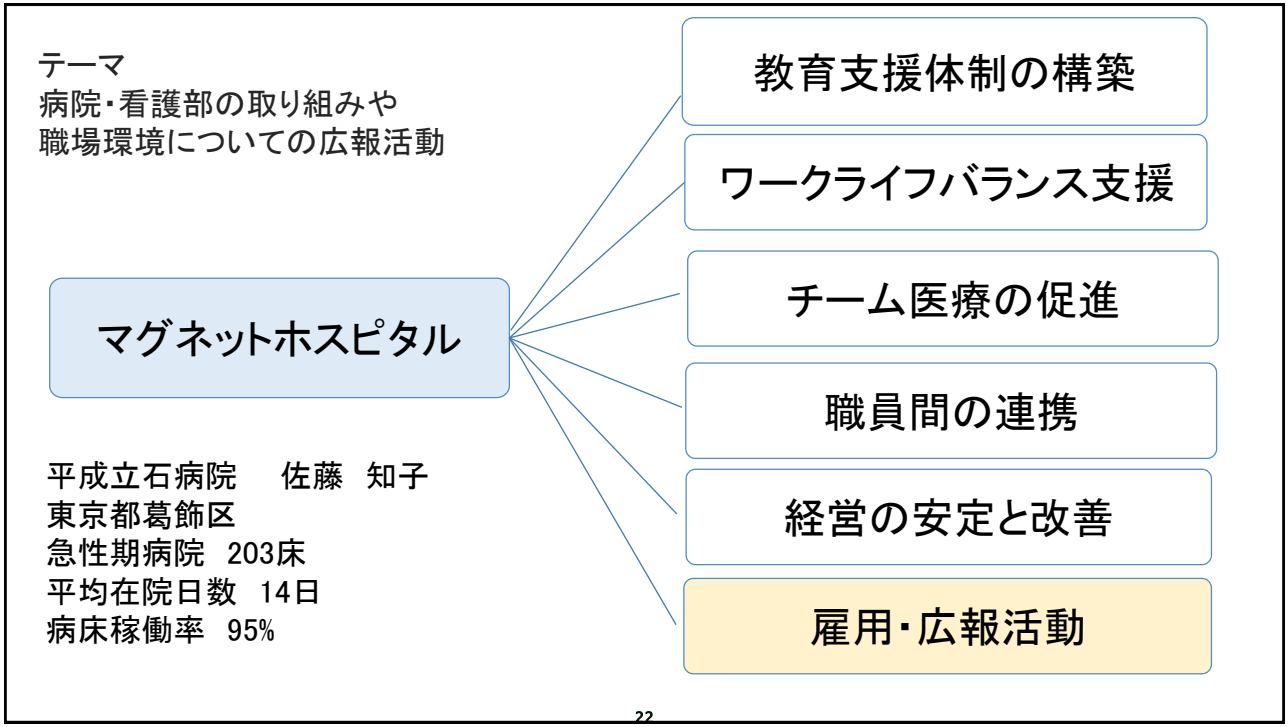 テーマ
病院・看護部の取り組みや
職場環境についての広報活動
マグネットホスピタル
平成立石病院　佐藤　知子
東京都葛飾区
急性期病院　203床
平均在院日数　14日
病床稼働率　95%
教育支援体制の構築
ワークライフバランス支援
チーム医療の促進
職員間の連携
経営の安定と改善
雇用・広報活動
22